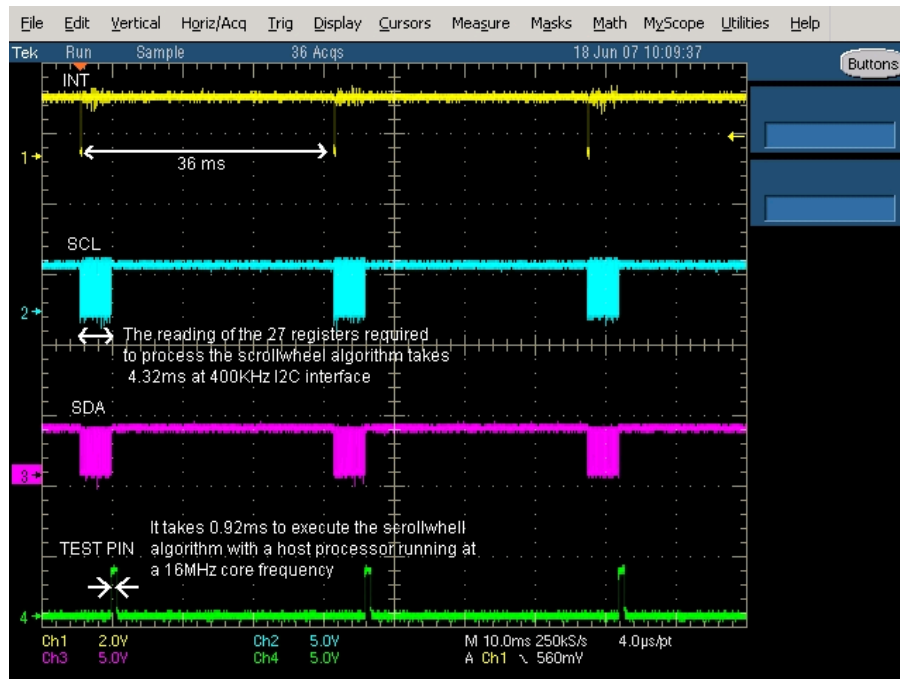 File Edit Vertical Horiz/Acq Trig Display Cursors Measure Masks Math MyScope Utilities Help
Tek Run Sample 36 Acqs 18 Jun 07 10:09:37
Buttons
INT
1
36 ms
SCL
2
The reading of the 27 registers required
to process the scrollwheel algorithm takes
4.32ms at 400KHz I2C interface
SDA
3
It takes 0.92ms to execute the scrollwhell
TEST PIN algorithm with a host processor running at
a 16MHz core frequency
4
Ch1 2.0V Ch2 5.0V M 10.0ms 250kS/s 4.0µs/pt
Ch3 5.0V Ch4 5.0V A Ch1 ↘ 560mV